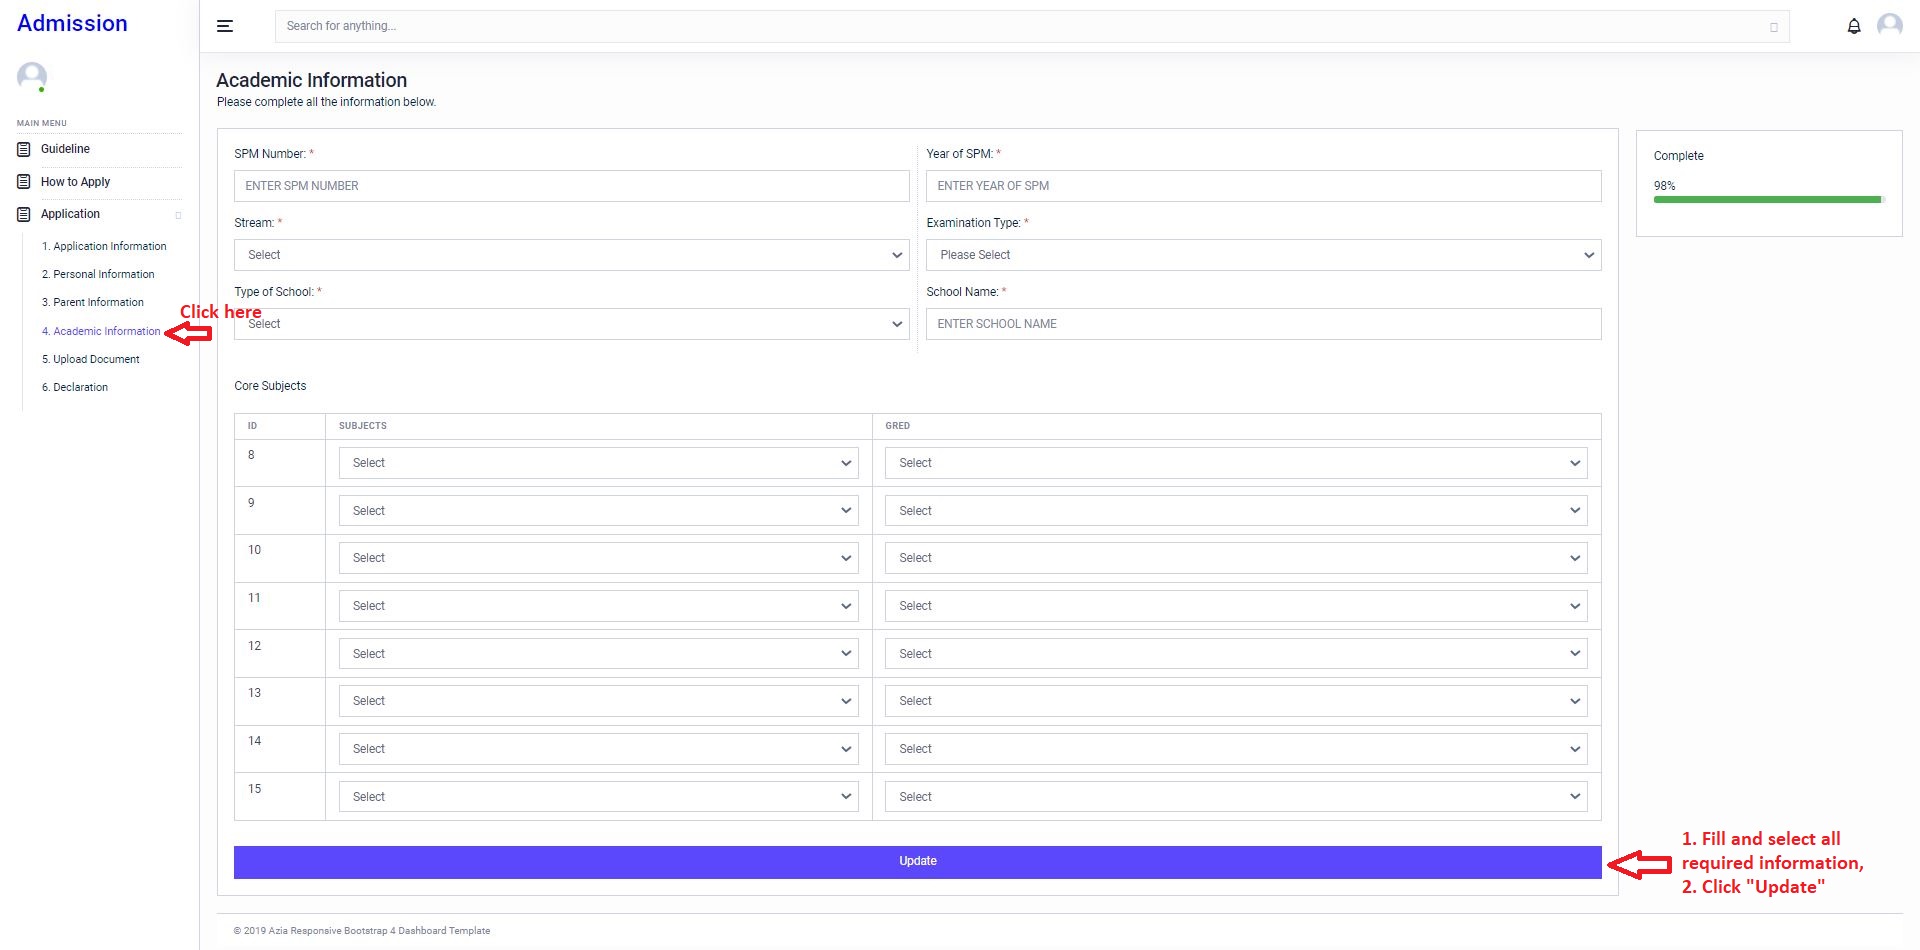 Admission
Search for anything...
MAIN MENU
Guideline
How to Apply
Application
1. Application Information
2. Personal Information
3. Parent Information
4. Academic Information
5. Upload Document
6. Declaration
Click here
Academic Information
Please complete all the information below.
SPM Number: *
ENTER SPM NUMBER
Year of SPM: *
ENTER YEAR OF SPM
Stream: *
Select
Examination Type: *
Please Select
Type of School: *
Select
School Name: *
ENTER SCHOOL NAME
Complete
98%
Core Subjects
ID SUBJECTS GRED
8 Select Select
9 Select Select
10 Select Select
11 Select Select
12 Select Select
13 Select Select
14 Select Select
15 Select Select
Update
1. Fill and select all
required information,
2. Click "Update"
© 2019 Azia Responsive Bootstrap 4 Dashboard Template